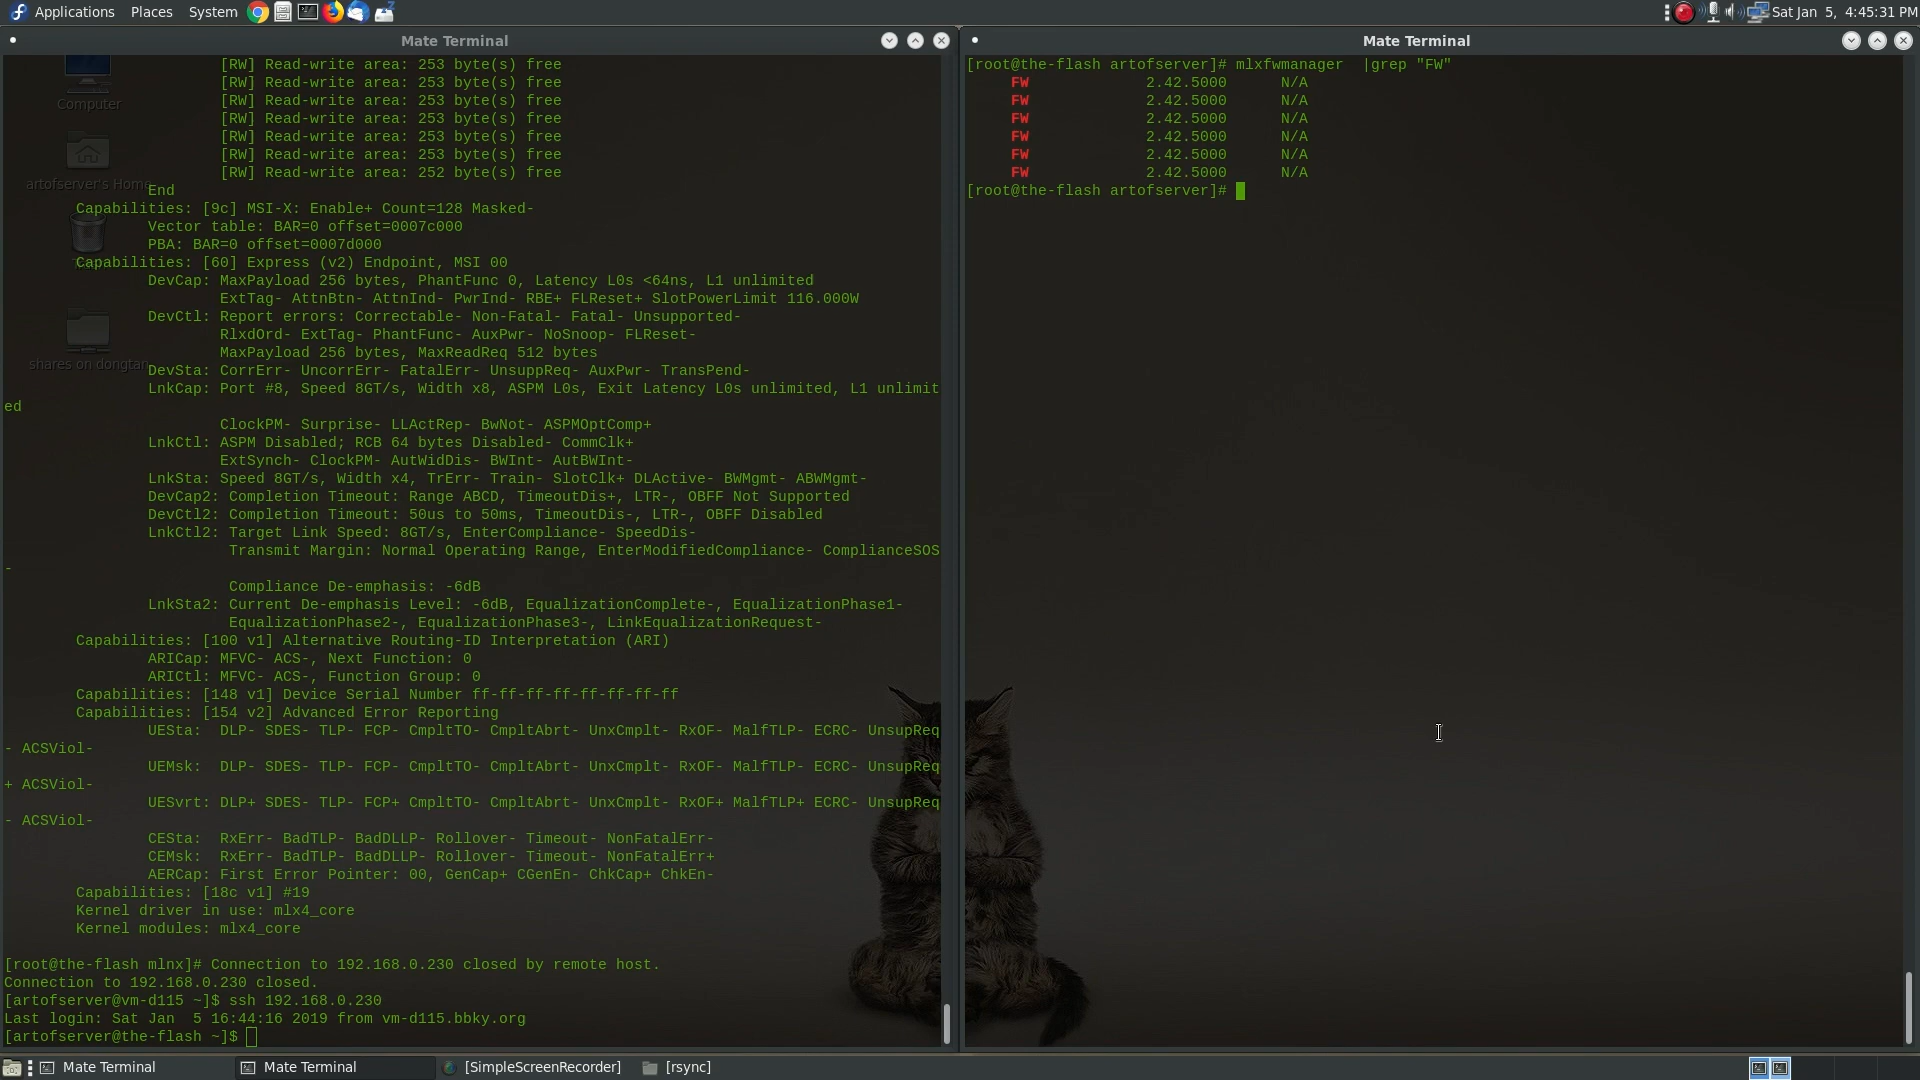 Applications Places System Sat Jan 5, 4:45:31 PM
Mate Terminal
Computer
artofserver's Home
shares on dongtan
[RW] Read-write area: 253 byte(s) free
[RW] Read-write area: 253 byte(s) free
[RW] Read-write area: 253 byte(s) free
[RW] Read-write area: 253 byte(s) free
[RW] Read-write area: 253 byte(s) free
[RW] Read-write area: 253 byte(s) free
[RW] Read-write area: 252 byte(s) free
End
Capabilities: [9c] MSI-X: Enable+ Count=128 Masked-
Vector table: BAR=0 offset=0007c000
PBA: BAR=0 offset=0007d000
Capabilities: [60] Express (v2) Endpoint, MSI 00
DevCap: MaxPayload 256 bytes, PhantFunc 0, Latency L0s <64ns, L1 unlimited
ExtTag- AttnBtn- AttnInd- PwrInd- RBE+ FLReset+ SlotPowerLimit 116.000W
DevCtl: Report errors: Correctable- Non-Fatal- Fatal- Unsupported-
RlxdOrd- ExtTag- PhantFunc- AuxPwr- NoSnoop- FLReset-
MaxPayload 256 bytes, MaxReadReq 512 bytes
DevSta: CorrErr- UncorrErr- FatalErr- UnsuppReq- AuxPwr- TransPend-
LnkCap: Port #8, Speed 8GT/s, Width x8, ASPM L0s, Exit Latency L0s unlimited, L1 unlimit
ed
ClockPM- Surprise- LLActRep- BwNot- ASPMOptComp+
LnkCtl: ASPM Disabled; RCB 64 bytes Disabled- CommClk+
ExtSynch- ClockPM- AutWidDis- BWInt- AutBWInt-
LnkSta: Speed 8GT/s, Width x4, TrErr- Train- SlotClk+ DLActive- BWMgmt- ABWMgmt-
DevCap2: Completion Timeout: Range ABCD, TimeoutDis+, LTR-, OBFF Not Supported
DevCtl2: Completion Timeout: 50us to 50ms, TimeoutDis-, LTR-, OBFF Disabled
LnkCtl2: Target Link Speed: 8GT/s, EnterCompliance- SpeedDis-
Transmit Margin: Normal Operating Range, EnterModifiedCompliance- ComplianceSOS
-
Compliance De-emphasis: -6dB
LnkSta2: Current De-emphasis Level: -6dB, EqualizationComplete-, EqualizationPhase1-
EqualizationPhase2-, EqualizationPhase3-, LinkEqualizationRequest-
Capabilities: [100 v1] Alternative Routing-ID Interpretation (ARI)
ARICap: MFVC- ACS-, Next Function: 0
ARICtl: MFVC- ACS-, Function Group: 0
Capabilities: [148 v1] Device Serial Number ff-ff-ff-ff-ff-ff-ff-ff
Capabilities: [154 v2] Advanced Error Reporting
UESta: DLP- SDES- TLP- FCP- CmpltTO- CmpltAbrt- UnxCmplt- RxOF- MalfTLP- ECRC- UnsupReq
- ACSViol-
UEMsk: DLP- SDES- TLP- FCP- CmpltTO- CmpltAbrt- UnxCmplt- RxOF- MalfTLP- ECRC- UnsupReq
+ ACSViol-
UESvrt: DLP+ SDES- TLP- FCP+ CmpltTO- CmpltAbrt- UnxCmplt- RxOF+ MalfTLP+ ECRC- UnsupReq
- ACSViol-
CESta: RxErr- BadTLP- BadDLLP- Rollover- Timeout- NonFatalErr-
CEMsk: RxErr- BadTLP- BadDLLP- Rollover- Timeout- NonFatalErr+
AERCap: First Error Pointer: 00, GenCap+ CGenEn- ChkCap+ ChkEn-
Capabilities: [18c v1] #19
Kernel driver in use: mlx4_core
Kernel modules: mlx4_core
[root@the-flash mlnx]# Connection to 192.168.0.230 closed by remote host.
Connection to 192.168.0.230 closed.
[artofserver@vm-d115 ~]$ ssh 192.168.0.230
Last login: Sat Jan  5 16:44:16 2019 from vm-d115.bbky.org
[artofserver@the-flash ~]$
Mate Terminal
[root@the-flash artofserver]# mlxfwmanager  |grep "FW"
FW 2.42.5000 N/A
FW 2.42.5000 N/A
FW 2.42.5000 N/A
FW 2.42.5000 N/A
FW 2.42.5000 N/A
FW 2.42.5000 N/A
[root@the-flash artofserver]#
Mate Terminal Mate Terminal [SimpleScreenRecorder] [rsync]